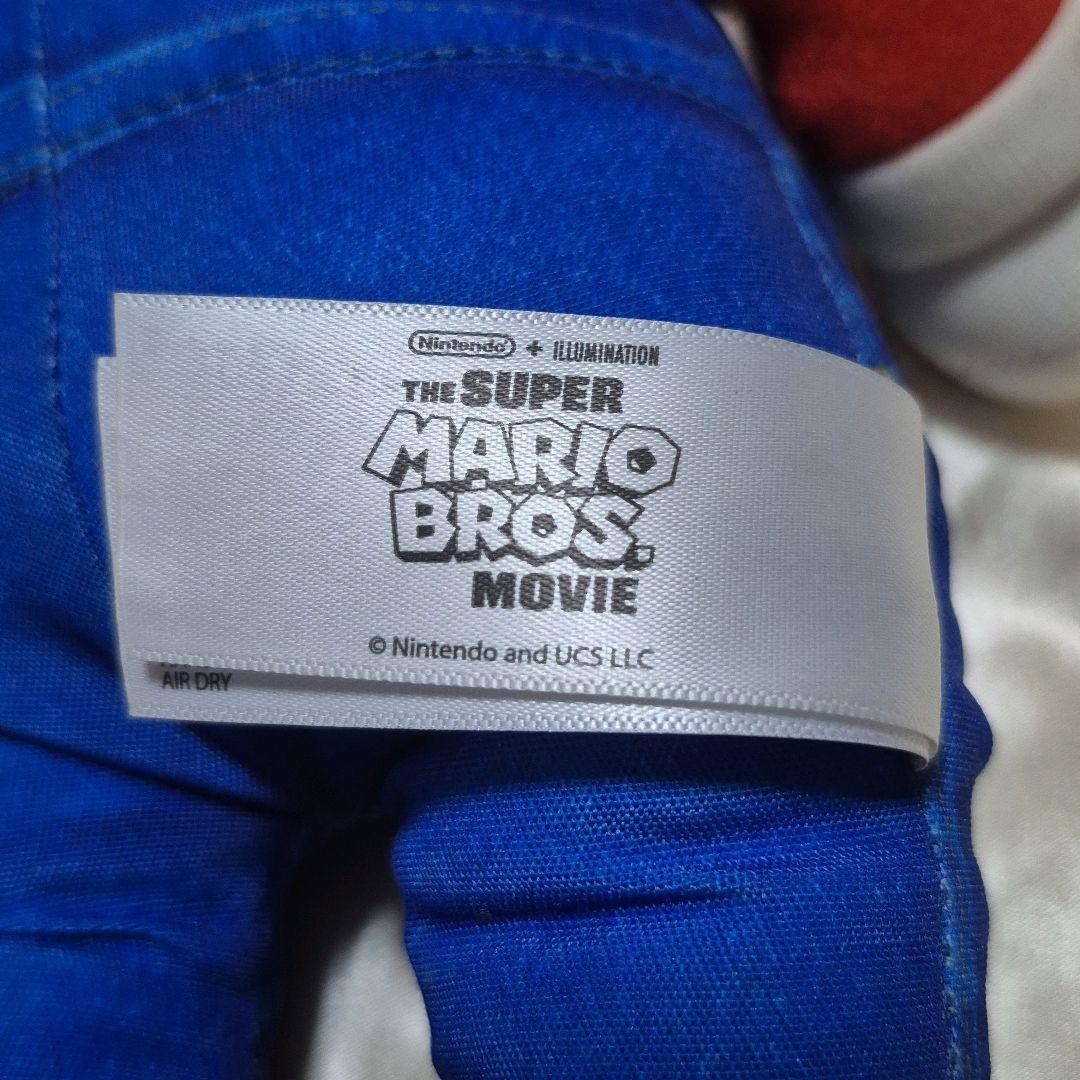 Nintendo + ILLUMINATION
THE SUPER
MARIO
BROS.
MOVIE
© Nintendo and UCS LLC
AIR DRY